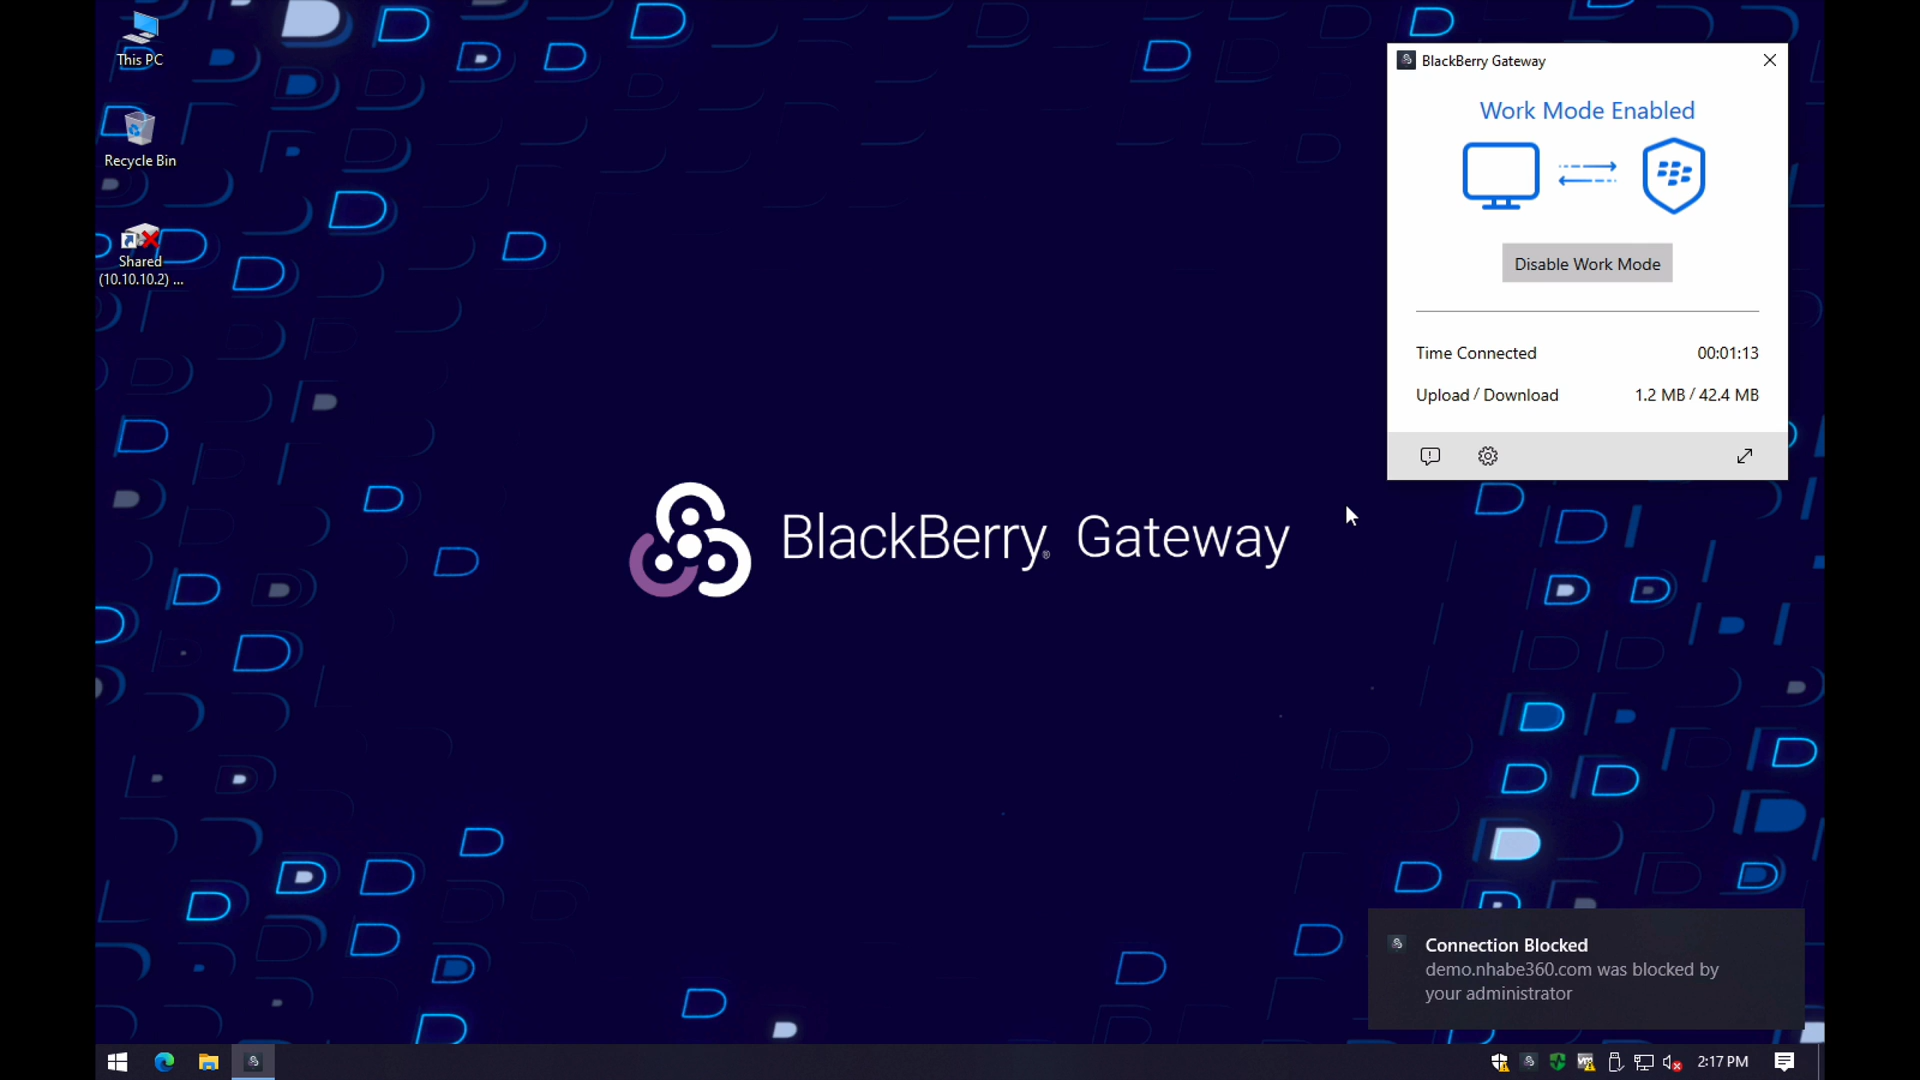 This PC
Recycle Bin
Shared
(10.10.10.2) ...
BlackBerry Gateway
Work Mode Enabled
Disable Work Mode
Time Connected 00:01:13
Upload / Download 1.2 MB / 42.4 MB
BlackBerry® Gateway
Connection Blocked
demo.nhabe360.com was blocked by
your administrator
2:17 PM